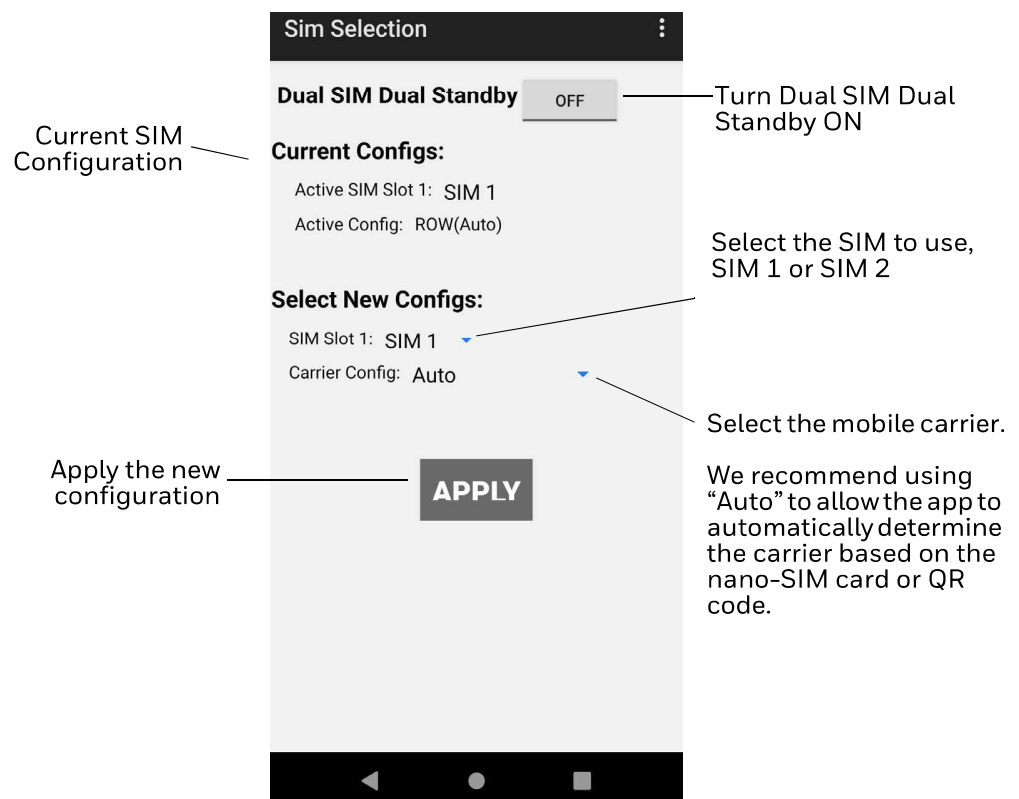 Sim Selection
Dual SIM Dual Standby OFF
Turn Dual SIM Dual
Standby ON
Current SIM
Configuration
Current Configs:
Active SIM Slot 1: SIM 1
Active Config: ROW(Auto)
Select the SIM to use,
SIM 1 or SIM 2
Select New Configs:
SIM Slot 1: SIM 1
Carrier Config: Auto
Select the mobile carrier.
We recommend using
“Auto” to allow the app to
automatically determine
the carrier based on the
nano-SIM card or QR
code.
Apply the new
configuration
APPLY